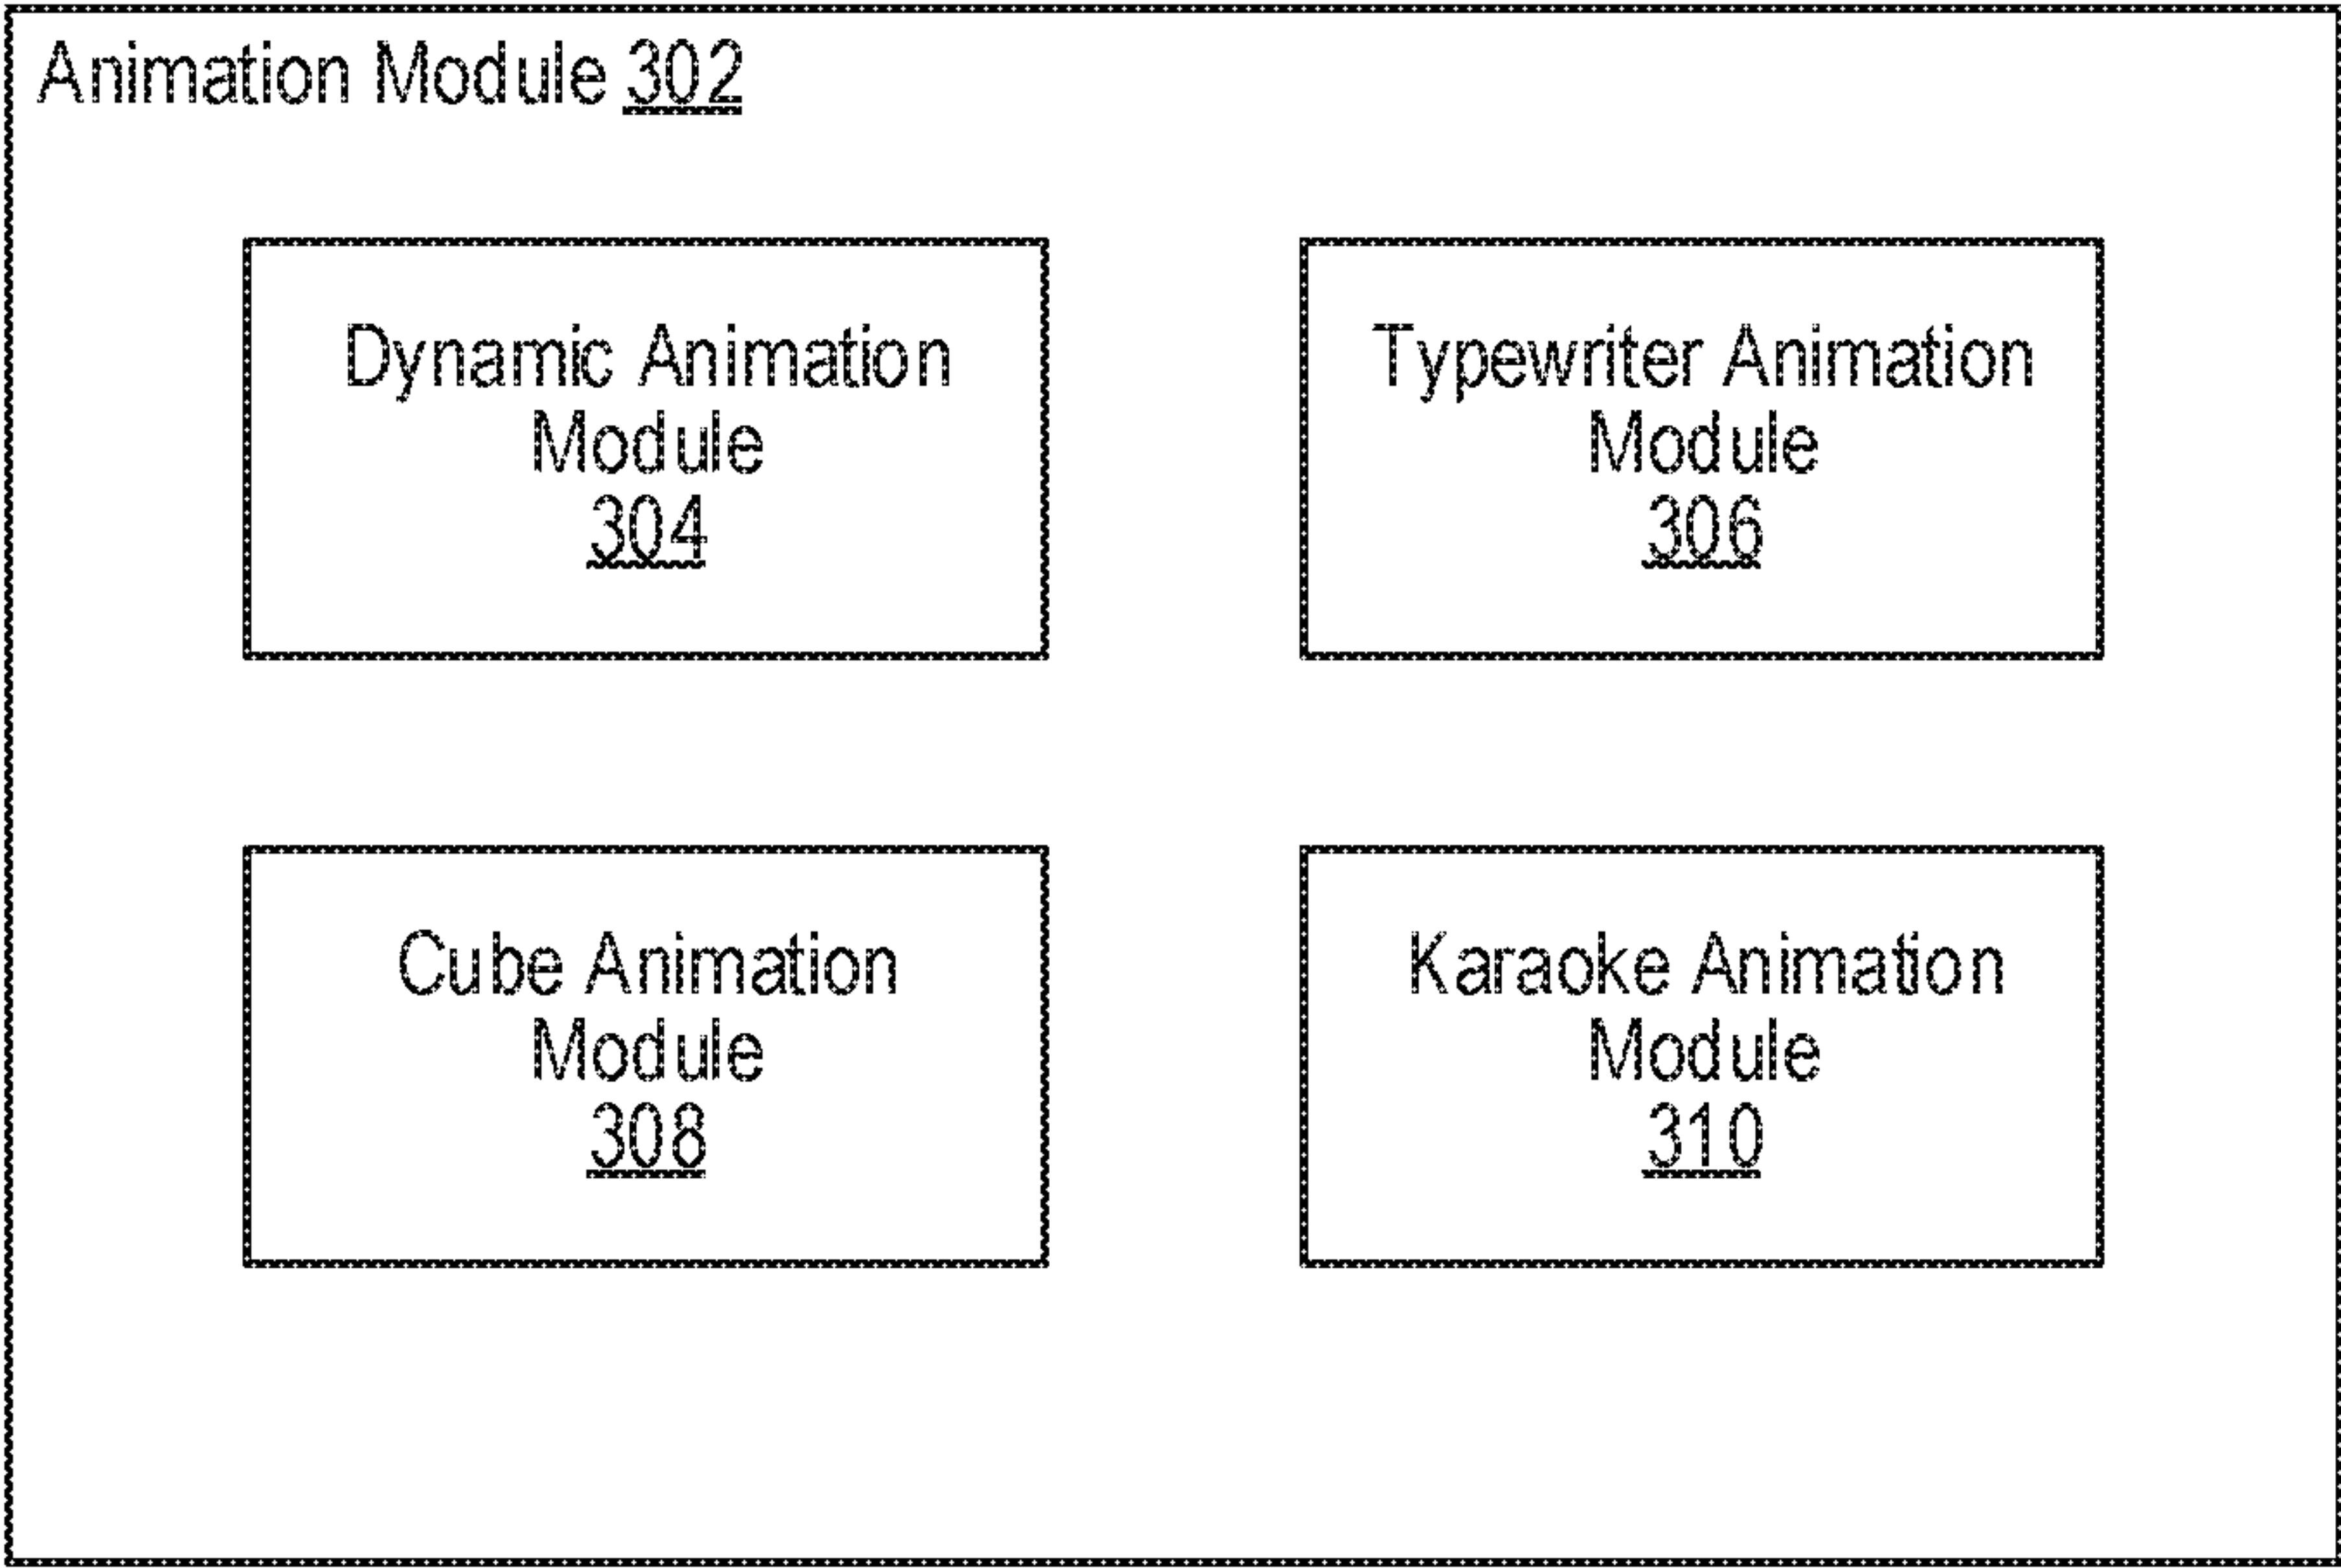 Animation Module 302
Dynamic Animation
Module
304
Typewriter Animation
Module
306
Cube Animation
Module
308
Karaoke Animation
Module
310